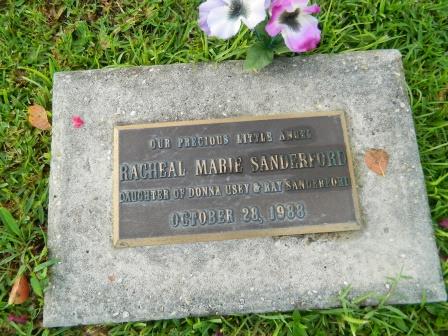 OUR PRECIOUS LITTLE ANGEL
RACHEAL MARIE SANDERFORD
DAUGHTER OF DONNA USEY & RAY SANDERFORD
OCTOBER 28, 1988